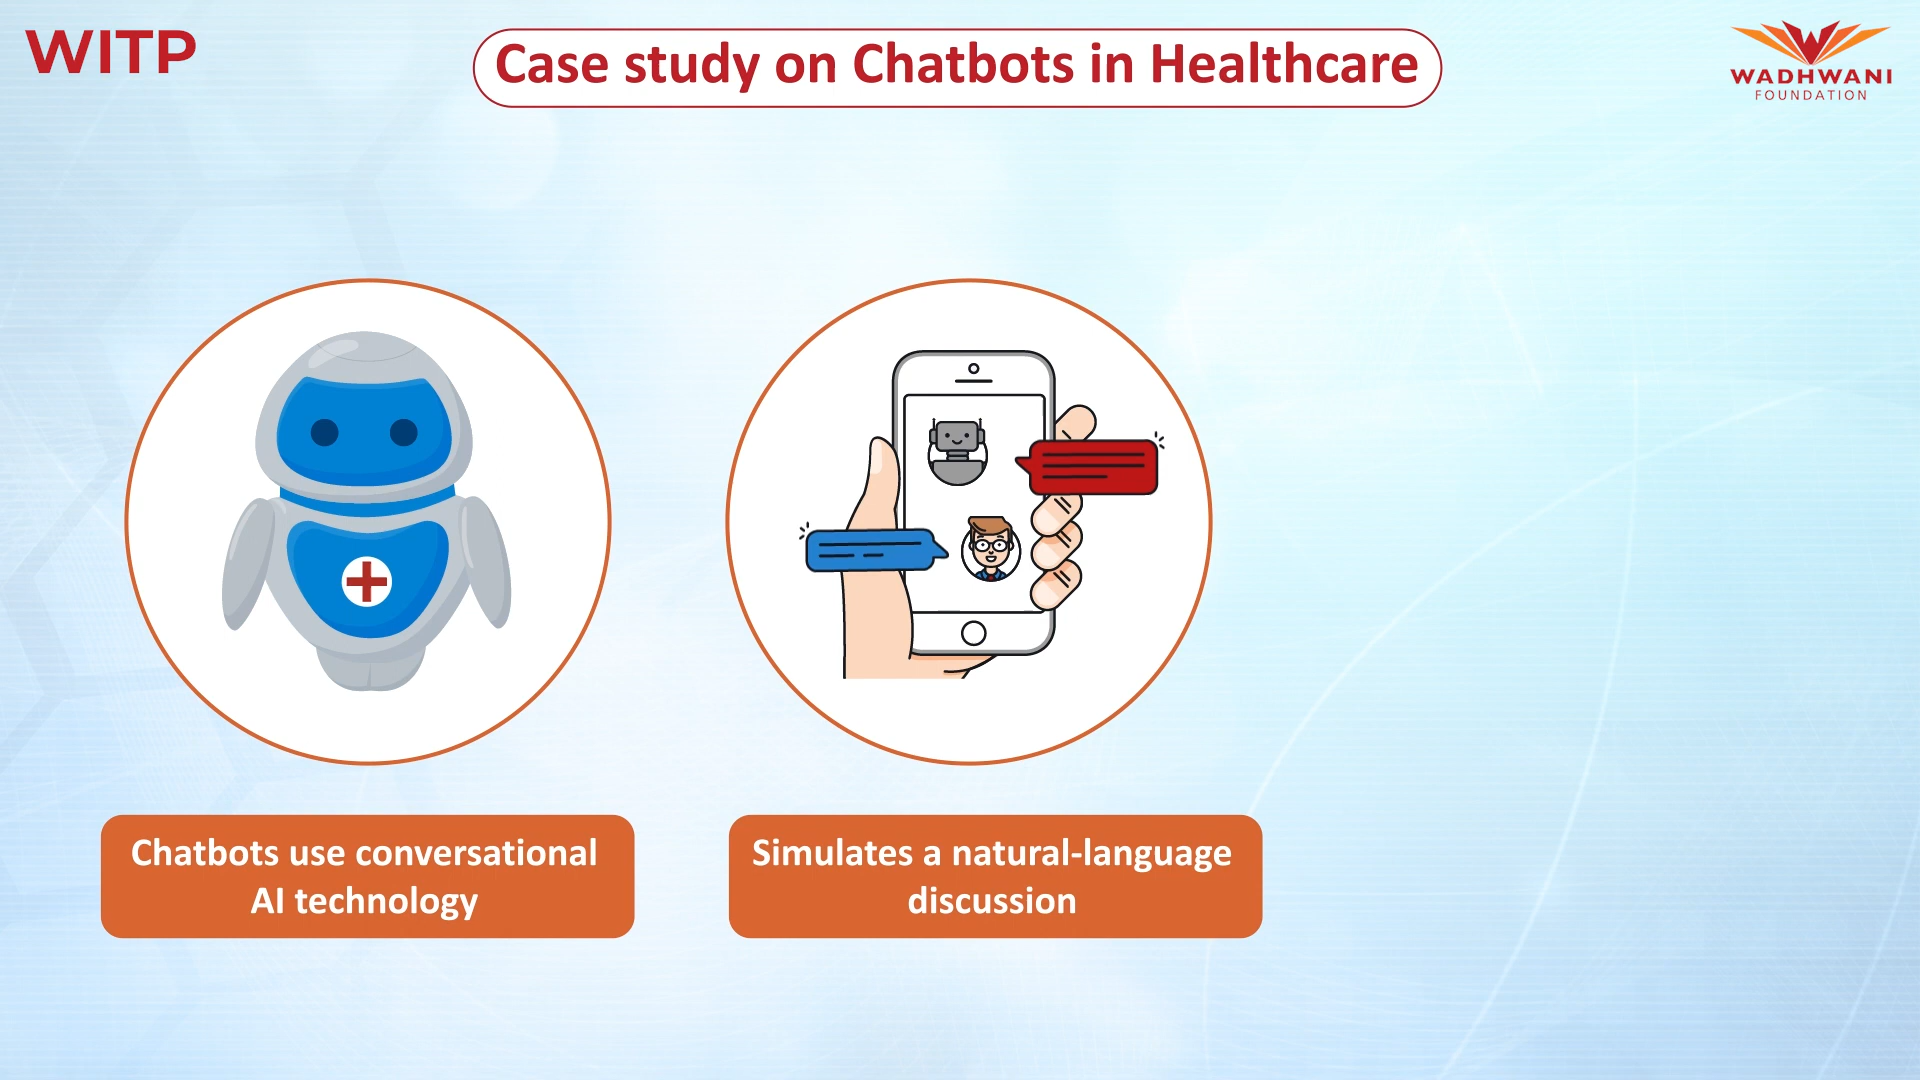 WITP
Case study on Chatbots in Healthcare
WADHWANI
FOUNDATION
Chatbots use conversational
AI technology
Simulates a natural-language
discussion